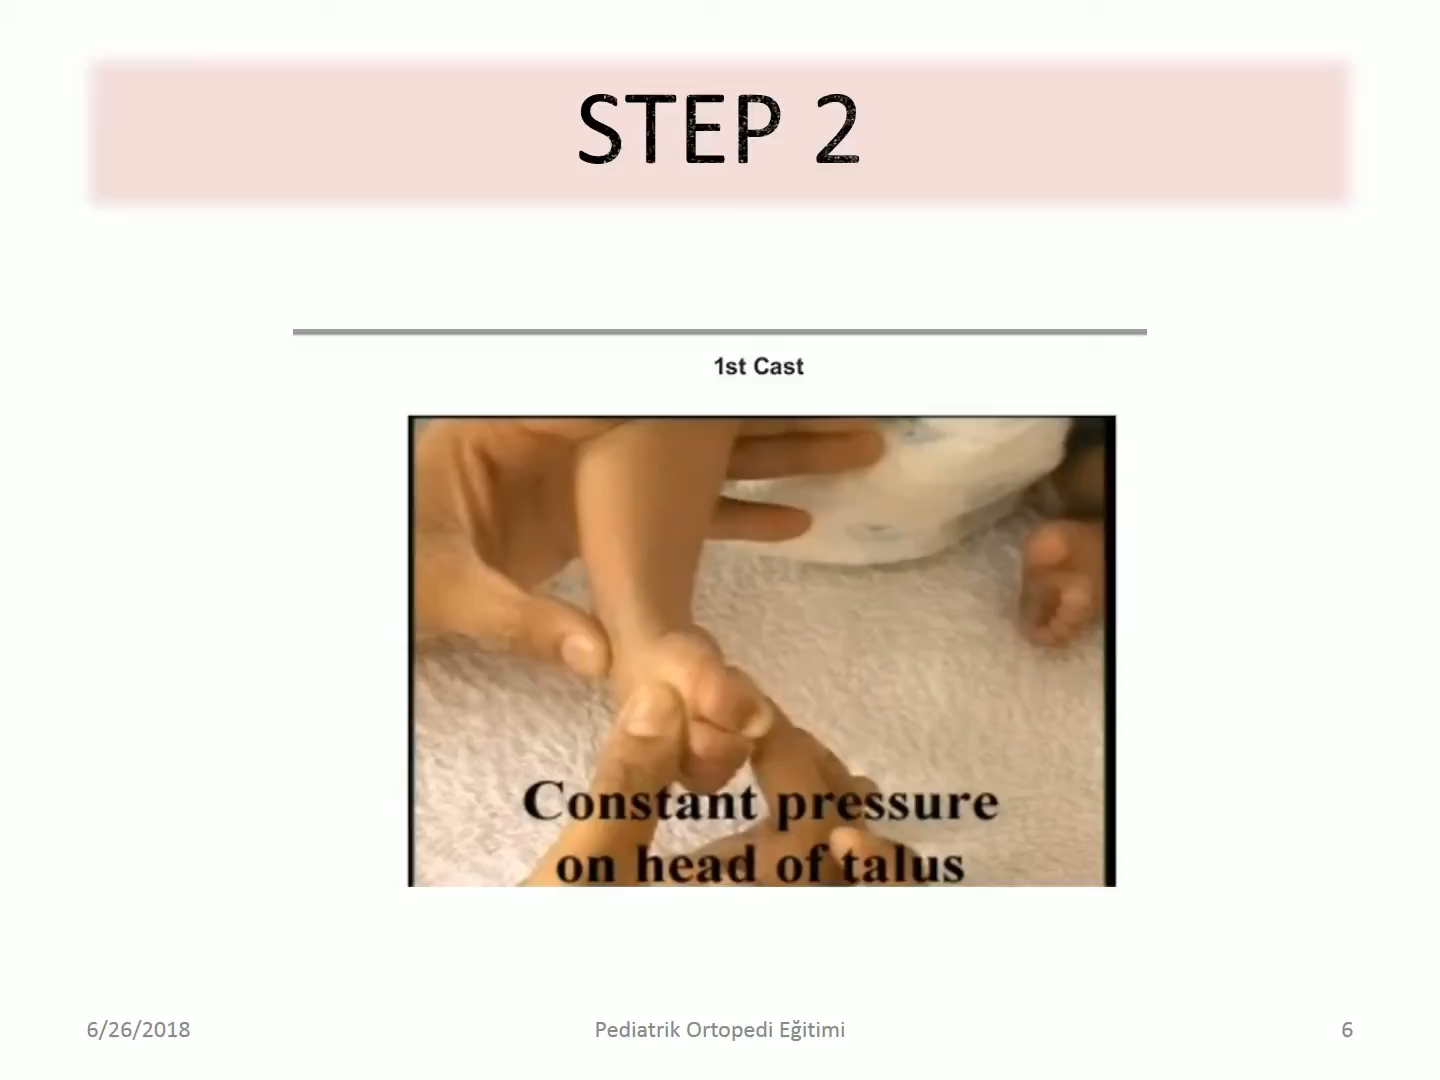 STEP 2
1st Cast
Constant pressure
on head of talus
6/26/2018
Pediatrik Ortopedi Eğitimi
6